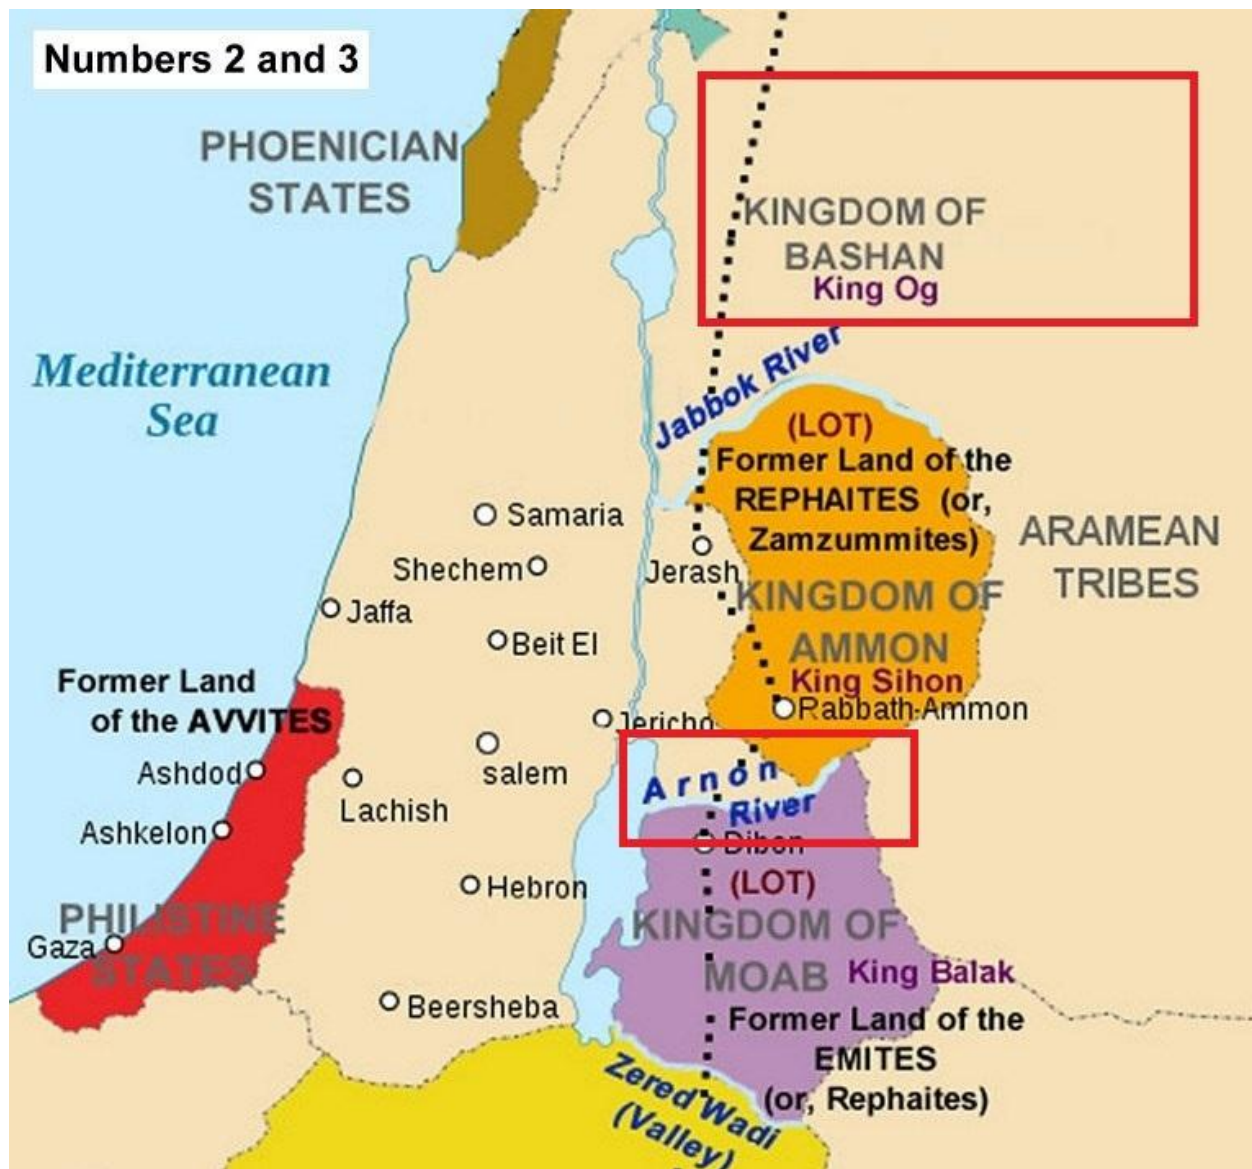 Numbers 2 and 3
PHOENICIAN
STATES
KINGDOM OF
BASHAN
King Og
Mediterranean
Sea
Jabbok River
(LOT)
Former Land of the
REPHAITES (or,
Zamzummites)
ARAMEAN
TRIBES
Samaria
Shechem
Jerash
KINGDOM OF
AMMON
King Sihon
Rabbath-Ammon
Jaffa
Beit El
Former Land
of the AVVITES
Jericho
Ashdod
salem
Lachish
Arnon
River
Ashkelon
Dibon
(LOT)
Hebron
PHILISTINE
STATES
Gaza
KINGDOM OF
MOAB
King Balak
Beersheba
Former Land of the
EMITES
(or, Rephaites)
Zered Wadi
(Valley)